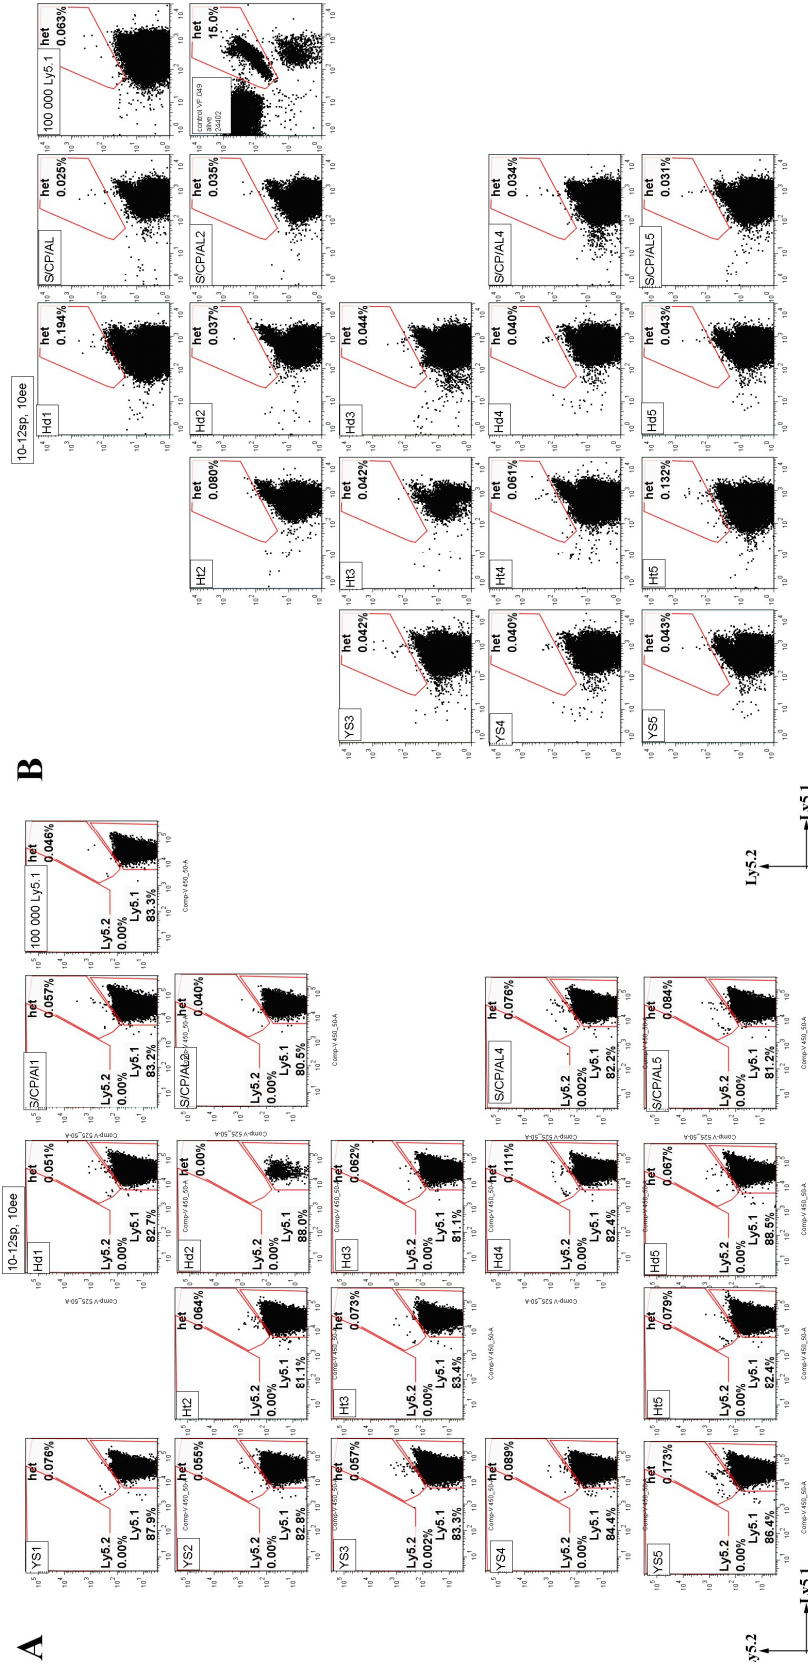 A
10-12sp, 10ee
YS1
het
0.076%
Ly5.2
0.00%
Ly5.1
87.9%
Hd1
het
0.051%
Ly5.2
0.00%
Ly5.1
82.7%
S/CP/Al1
het
0.057%
Ly5.2
0.00%
Ly5.1
83.2%
100 000 Ly5.1
het
0.046%
Ly5.2
0.00%
Ly5.1
83.3%
Comp-V 450_50-A
Comp-V 525_50-A
YS2
het
0.055%
Ly5.2
0.00%
Ly5.1
82.8%
Ht2
het
0.064%
Ly5.2
0.00%
Ly5.1
81.1%
Hd2
het
0.00%
Ly5.2
0.00%
Ly5.1
88.0%
S/CP/AL2
het
0.040%
Ly5.2
0.00%
Ly5.1
80.5%
Comp-V 450_50-A
YS3
het
0.057%
Ly5.2
0.002%
Ly5.1
83.3%
Ht3
het
0.073%
Ly5.2
0.00%
Ly5.1
83.4%
Hd3
het
0.062%
Ly5.2
0.00%
Ly5.1
81.1%
Comp-V 450_50-A
YS4
het
0.089%
Ly5.2
0.00%
Ly5.1
84.4%
Hd4
het
0.111%
Ly5.2
0.00%
Ly5.1
82.4%
S/CP/AL4
het
0.076%
Ly5.2
0.002%
Ly5.1
82.2%
YS5
het
0.173%
Ly5.2
0.00%
Ly5.1
86.4%
Ht5
het
0.079%
Ly5.2
0.00%
Ly5.1
82.4%
Hd5
het
0.067%
Ly5.2
0.00%
Ly5.1
88.5%
S/CP/AL5
het
0.084%
Ly5.2
0.00%
Ly5.1
81.2%
Comp-V 450_50-A
y5.2
Ly5.1
B
10-12sp, 10ee
Hd1
het
0.194%
S/CP/AL
het
0.025%
100 000 Ly5.1
het
0.063%
Ht2
het
0.080%
Hd2
het
0.037%
S/CP/AL2
het
0.035%
control VF.049
alive
24402
het
15.0%
YS3
het
0.042%
Ht3
het
0.042%
Hd3
het
0.044%
YS4
het
0.040%
Ht4
het
0.061%
Hd4
het
0.040%
S/CP/AL4
het
0.034%
YS5
het
0.043%
Ht5
het
0.132%
Hd5
het
0.043%
S/CP/AL5
het
0.031%
Ly5.2
Ly5.1